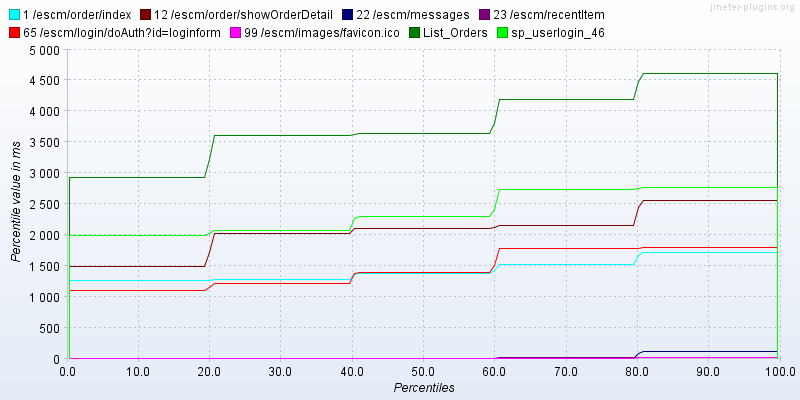 jmeter-plugins.org
1 /escm/order/index 12 /escm/order/showOrderDetail 22 /escm/messages 23 /escm/recentItem
65 /escm/login/doAuth?id=loginform 99 /escm/images/favicon.ico List_Orders sp_userlogin_46
5 000
4 500
4 000
3 500
3 000
2 500
2 000
1 500
1 000
500
0
Percentile value in ms
0.0 10.0 20.0 30.0 40.0 50.0 60.0 70.0 80.0 90.0 100.0
Percentiles